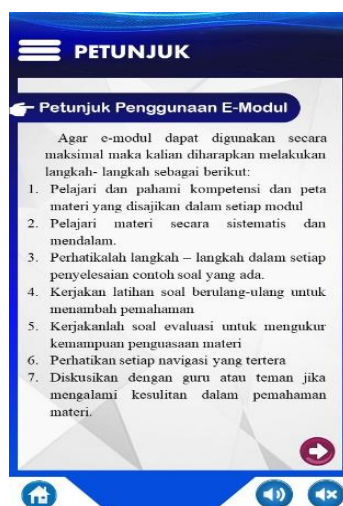 PETUNJUK
Petunjuk Penggunaan E-Modul
Agar e-modul dapat digunakan secara
maksimal maka kalian diharapkan melakukan
langkah- langkah sebagai berikut:
1. Pelajari dan pahami kompetensi dan peta
materi yang disajikan dalam setiap modul
2. Pelajari materi secara sistematis dan
mendalam.
3. Perhatikalah langkah – langkah dalam setiap
penyelesaian contoh soal yang ada.
4. Kerjakan latihan soal berulang-ulang untuk
menambah pemahaman
5. Kerjakanlah soal evaluasi untuk mengukur
kemampuan penguasaan materi
6. Perhatikan setiap navigasi yang tertera
7. Diskusikan dengan guru atau teman jika
mengalami kesulitan dalam pemahaman
materi.